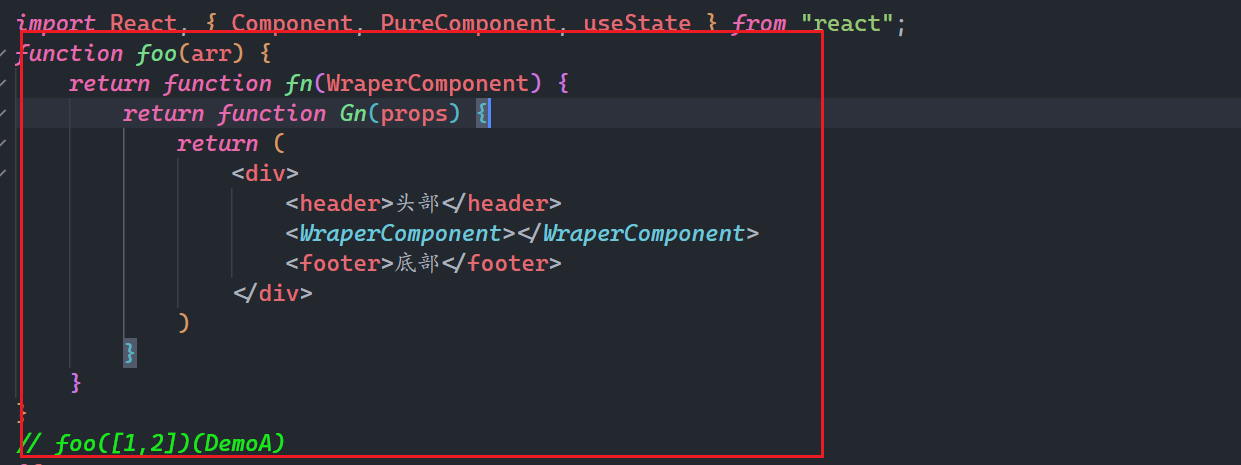 import React, { Component, PureComponent, useState } from "react";
function foo(arr) {
return function fn(WraperComponent) {
return function Gn(props) {
return (
<div>
<header>头部</header>
<WraperComponent></WraperComponent>
<footer>底部</footer>
</div>
)
}
}
}
// foo([1,2])(DemoA)